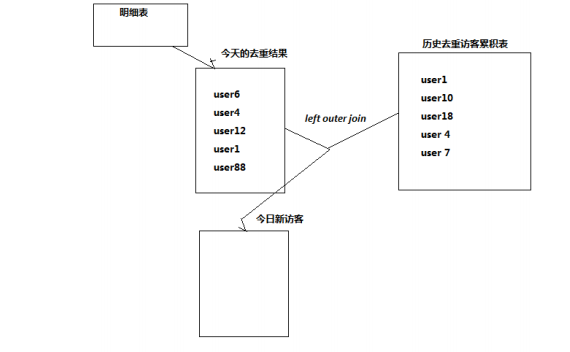 明细表
今天的去重结果
历史去重访客累积表
user6
user4
user12
user1
user88
left outer join
user1
user10
user18
user 4
user 7
今日新访客